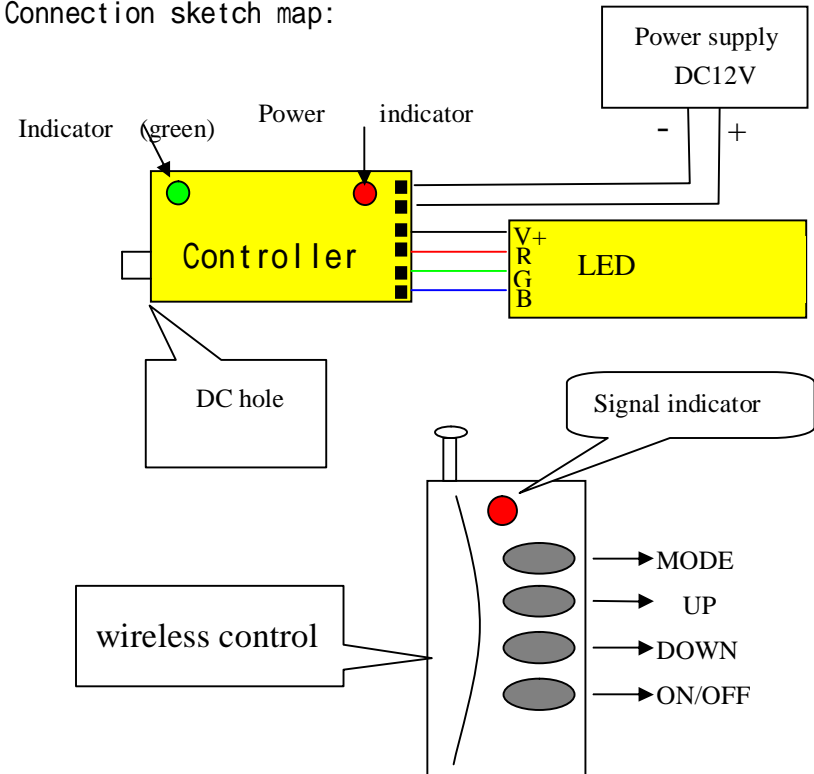 Connection sketch map:
Power supply
DC12V
Indicator (green)
Power indicator
- +
Controller
V+
R
G
B
LED
DC hole
Signal indicator
MODE
UP
DOWN
ON/OFF
wireless control